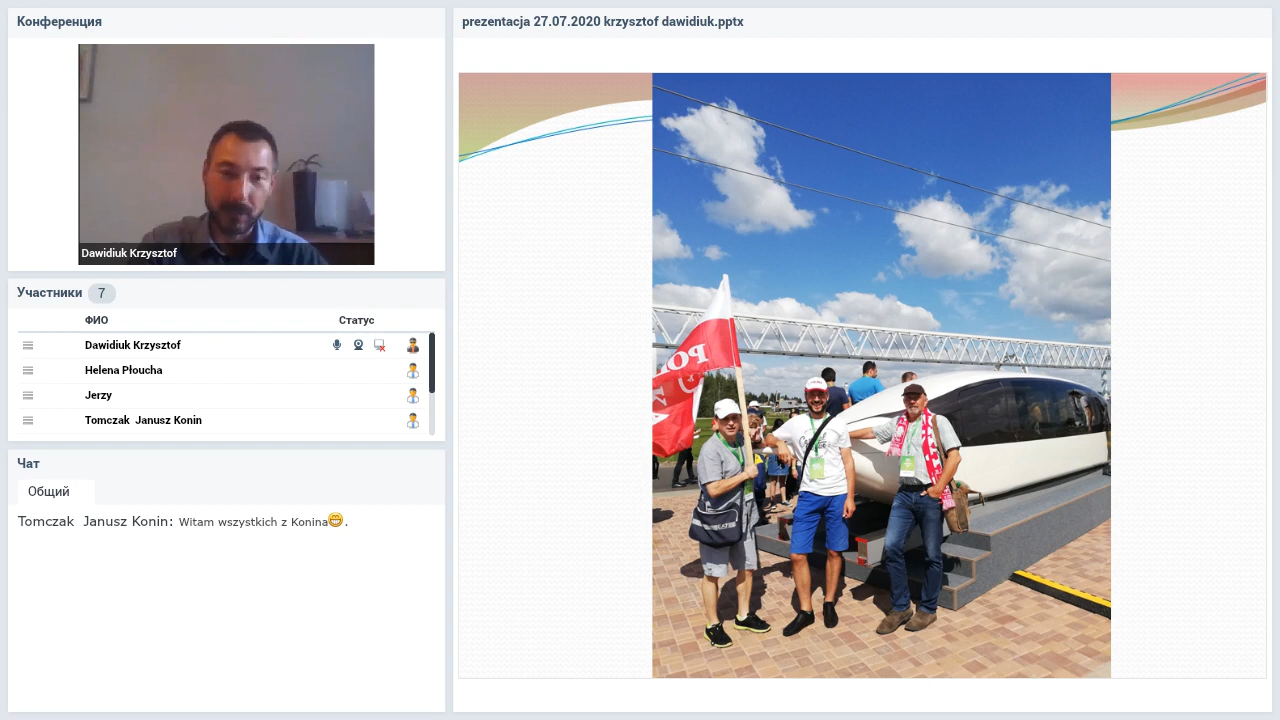 Конференция
Dawidiuk Krzysztof
Участники 7
ФИО Статус
Dawidiuk Krzysztof
Helena Płoucha
Jerzy
Tomczak Janusz Konin
Чат
Общий
Tomczak Janusz Konin: Witam wszystkich z Konina.
prezentacja 27.07.2020 krzysztof dawidiuk.pptx